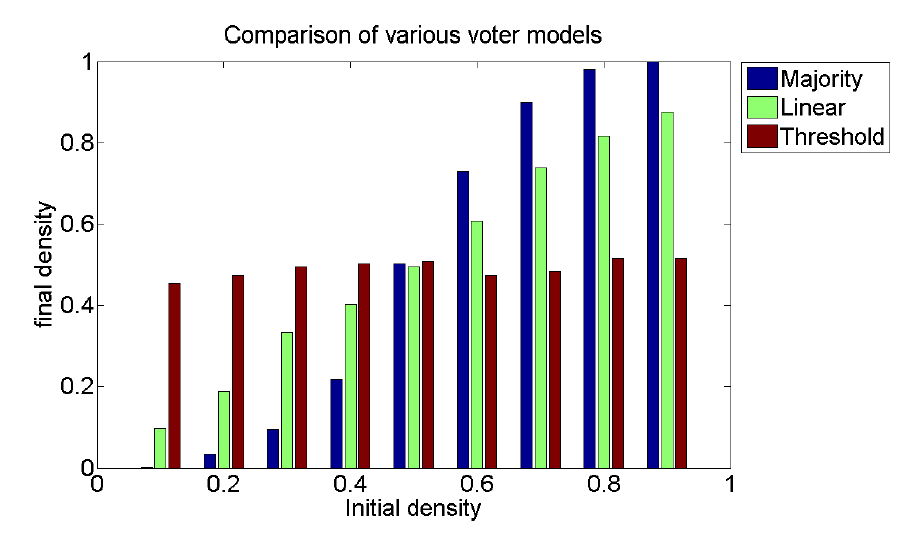 Comparison of various voter models
1
0.8
0.6
0.4
0.2
0
final density
0 0.2 0.4 0.6 0.8 1
Initial density
Majority
Linear
Threshold